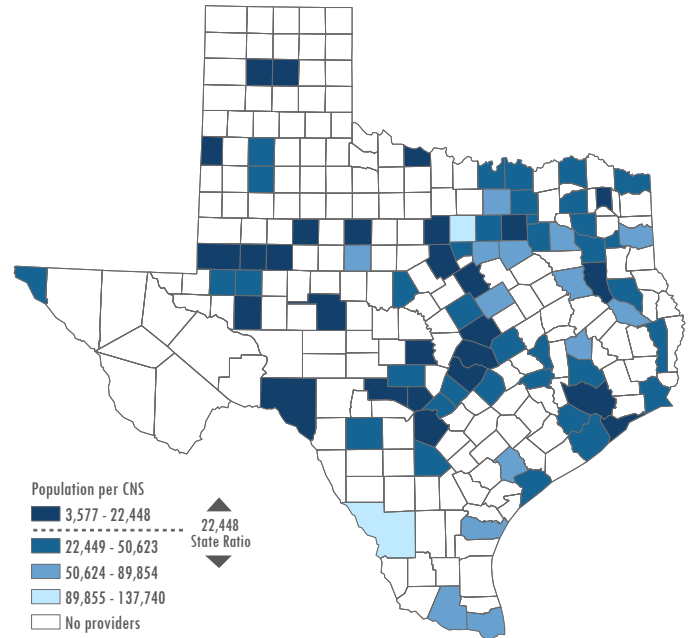 Population per CNS
3,577 - 22,448
22,448
State Ratio
22,449 - 50,623
50,624 - 89,854
89,855 - 137,740
No providers